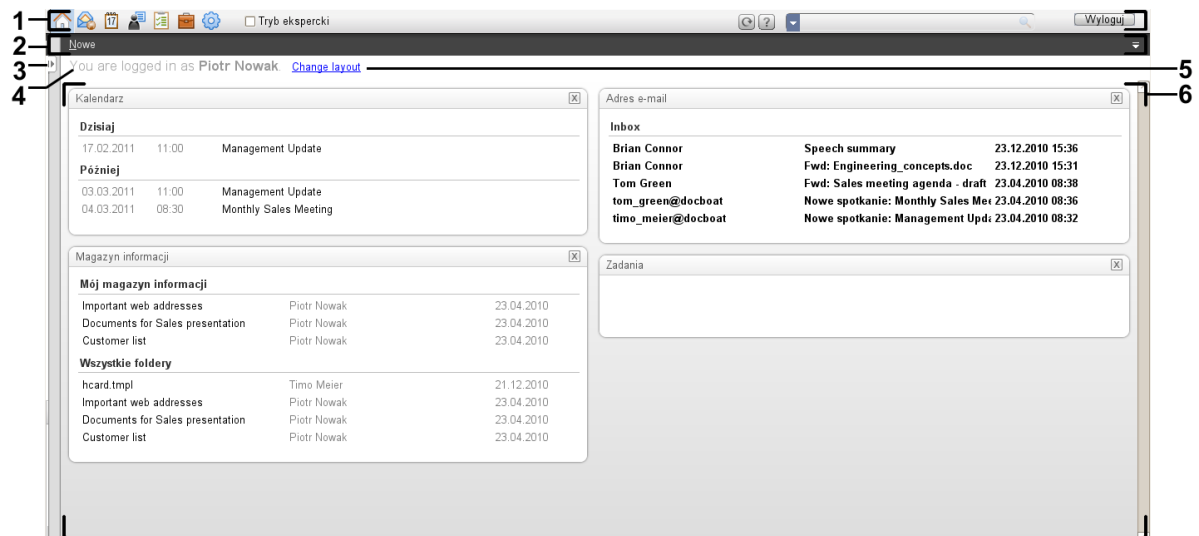 1
17
Tryb ekspercki
?
Wyloguj
2
Nowe
3
You are logged in as Piotr Nowak. Change layout
5
4
6
Kalendarz
X
Dzisiaj
17.02.2011 11:00 Management Update
Później
03.03.2011 11:00 Management Update
04.03.2011 08:30 Monthly Sales Meeting
Adres e-mail
X
Inbox
Brian Connor Speech summary 23.12.2010 15:36
Brian Connor Fwd: Engineering_concepts.doc 23.12.2010 15:31
Tom Green Fwd: Sales meeting agenda - draft 23.04.2010 08:38
tom_green@docboat Nowe spotkanie: Monthly Sales Mee 23.04.2010 08:36
timo_meier@docboat Nowe spotkanie: Management Upda 23.04.2010 08:32
Magazyn informacji
X
Mój magazyn informacji
Important web addresses Piotr Nowak 23.04.2010
Documents for Sales presentation Piotr Nowak 23.04.2010
Customer list Piotr Nowak 23.04.2010
Wszystkie foldery
hcard.tmpl Timo Meier 21.12.2010
Important web addresses Piotr Nowak 23.04.2010
Documents for Sales presentation Piotr Nowak 23.04.2010
Customer list Piotr Nowak 23.04.2010
Zadania
X